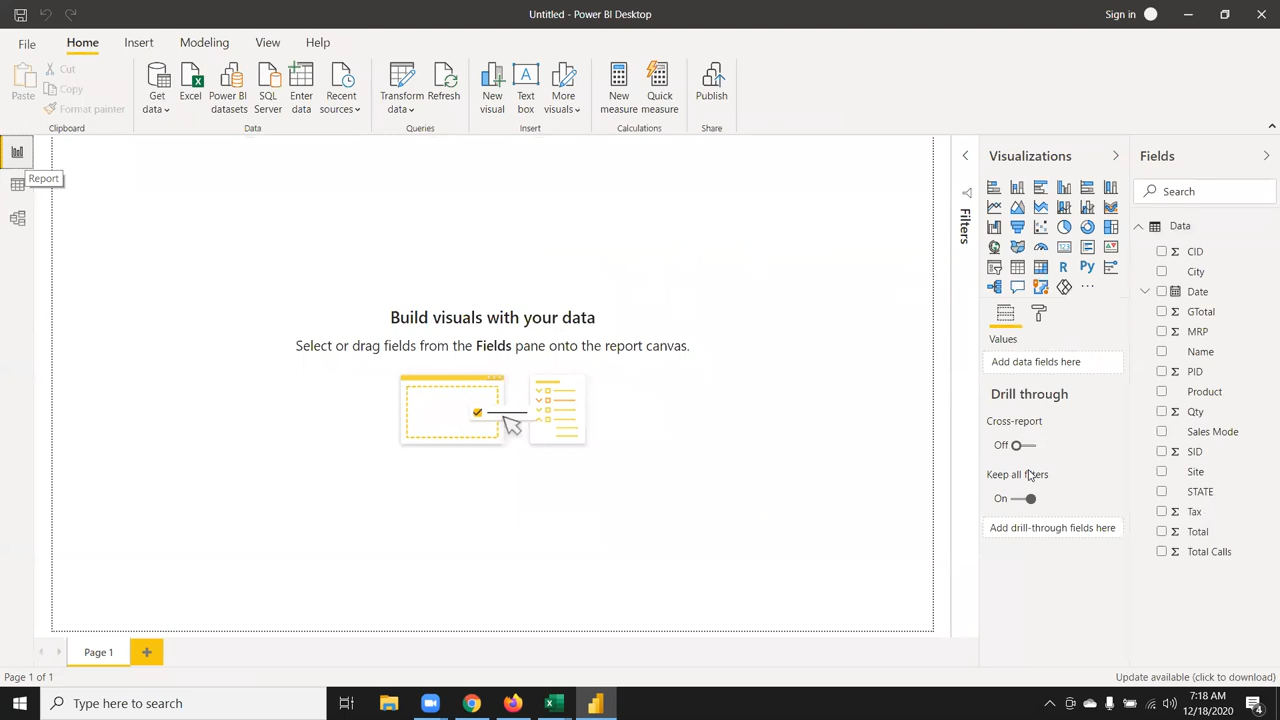 Untitled - Power BI Desktop
Sign in
File
Home
Insert
Modeling
View
Help
Paste
Cut
Copy
Format painter
Clipboard
Get data
Excel
Power BI datasets
SQL Server
Enter data
Recent sources
Data
Transform data
Refresh
Queries
New visual
Text box
More visuals
Insert
New measure
Quick measure
Calculations
Publish
Share
Report
Build visuals with your data
Select or drag fields from the Fields pane onto the report canvas.
Filters
Visualizations
R
Py
Values
Add data fields here
Drill through
Cross-report
Off
Keep all filters
On
Add drill-through fields here
Fields
Search
Data
CID
City
Date
GTotal
MRP
Name
PID
Product
Qty
Sales Mode
SID
Site
STATE
Tax
Total
Total Calls
Page 1
Page 1 of 1
Update available (click to download)
Type here to search
7:18 AM
12/18/2020
4